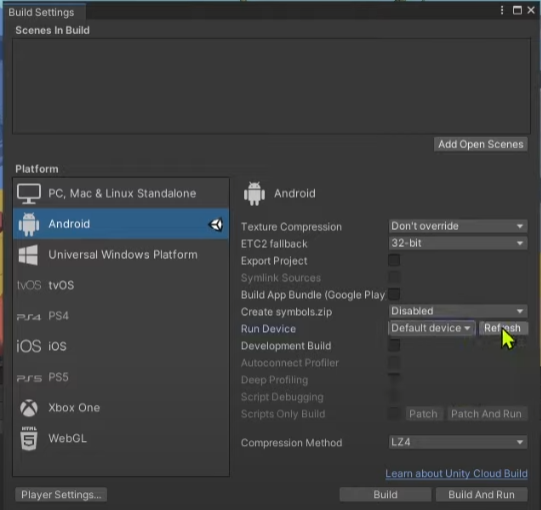 Build Settings
Scenes In Build
Add Open Scenes
Platform
PC, Mac & Linux Standalone
Android
Universal Windows Platform
tvOS tvOS
PS4 PS4
iOS iOS
PS5 PS5
Xbox One
HTML 5 WebGL
Android
Texture Compression Don't override
ETC2 fallback 32-bit
Export Project
Symlink Sources
Build App Bundle (Google Play
Create symbols.zip Disabled
Run Device Default device Refresh
Development Build
Autoconnect Profiler
Deep Profiling
Script Debugging
Scripts Only Build Patch Patch And Run
Compression Method LZ4
Learn about Unity Cloud Build
Player Settings... Build Build And Run